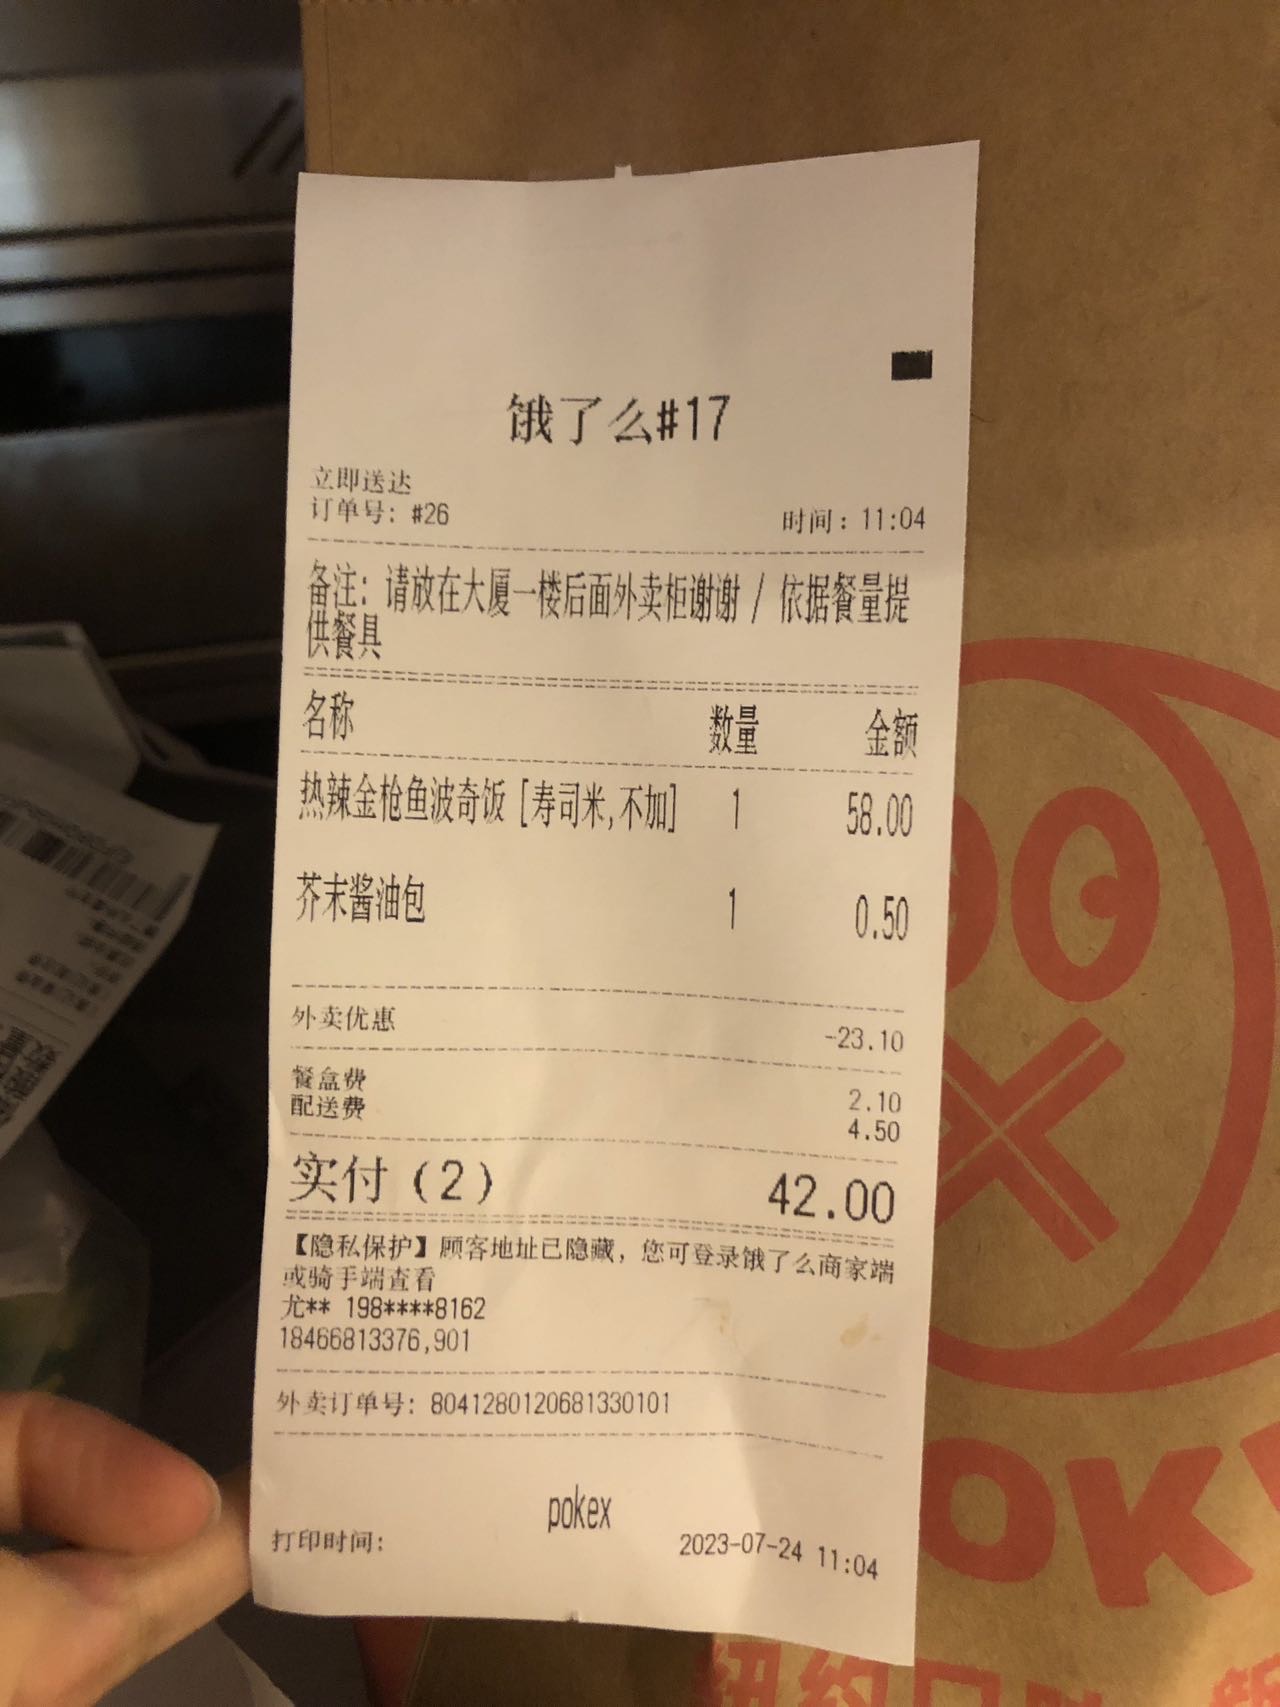 饿了么#17
立即送达
订单号: #26 时间: 11:04
备注: 请放在大厦一楼后面外卖柜谢谢 / 依据餐量提
供餐具
名称 数量 金额
热辣金枪鱼波奇饭 [寿司米,不加] 1 58.00
芥末酱油包 1 0.50
外卖优惠 -23.10
餐盒费 2.10
配送费 4.50
实付 (2) 42.00
【隐私保护】顾客地址已隐藏, 您可登录饿了么商家端
或骑手端查看
尤** 198****8162
18466813376,901
外卖订单号: 8041280120681330101
pokex
打印时间: 2023-07-24 11:04